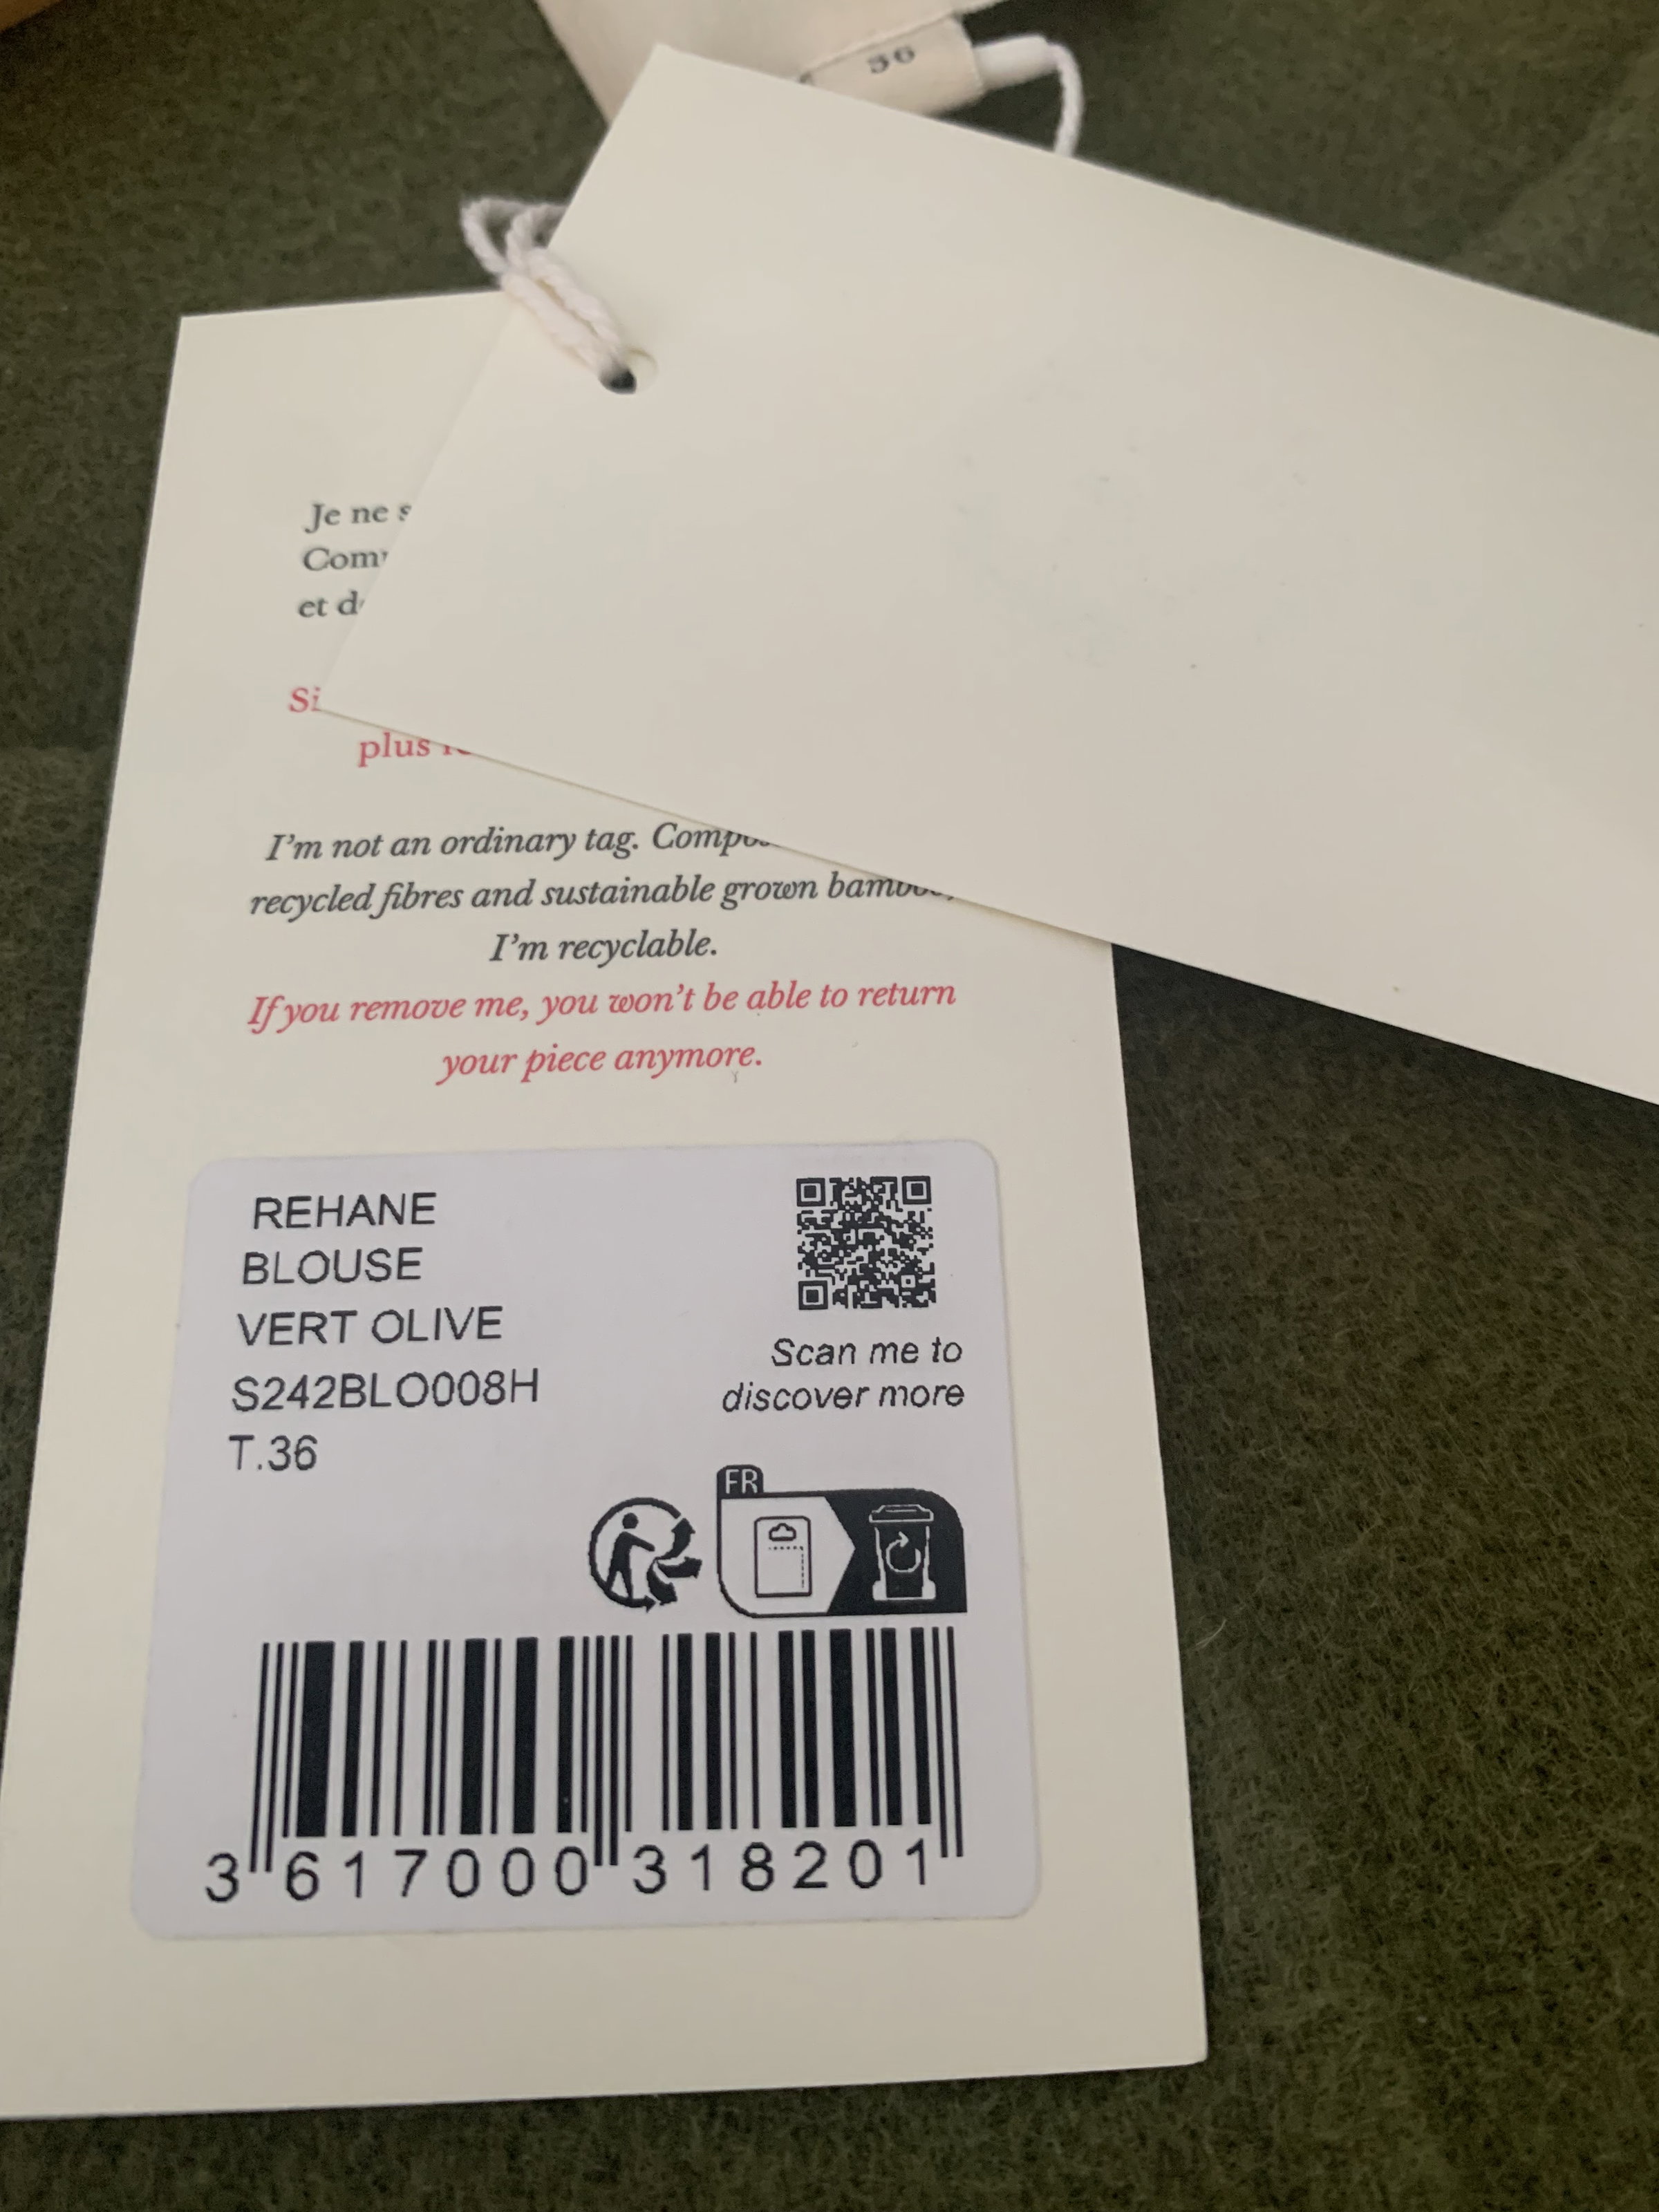 36
Je ne
et
Si
plus
I'm not an ordinary tag.
recycled fibres and sustainable grown bamboo,
I'm recyclable.
If you remove me, you won't be able to return
your piece anymore.
REHANE
BLOUSE
VERT OLIVE
S242BLO008H
T.36
Scan me to
discover more
FR
3 617000 318201